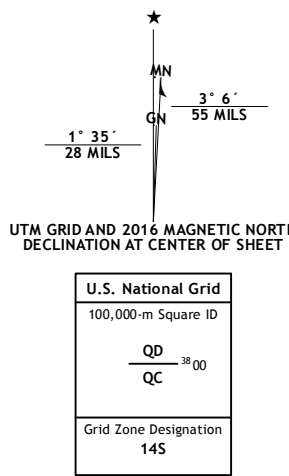 MN
GN
3° 6´
55 MILS
1° 35´
28 MILS
UTM GRID AND 2016 MAGNETIC NORTH
DECLINATION AT CENTER OF SHEET
U.S. National Grid
100,000-m Square ID
QD
3800
QC
Grid Zone Designation
14S